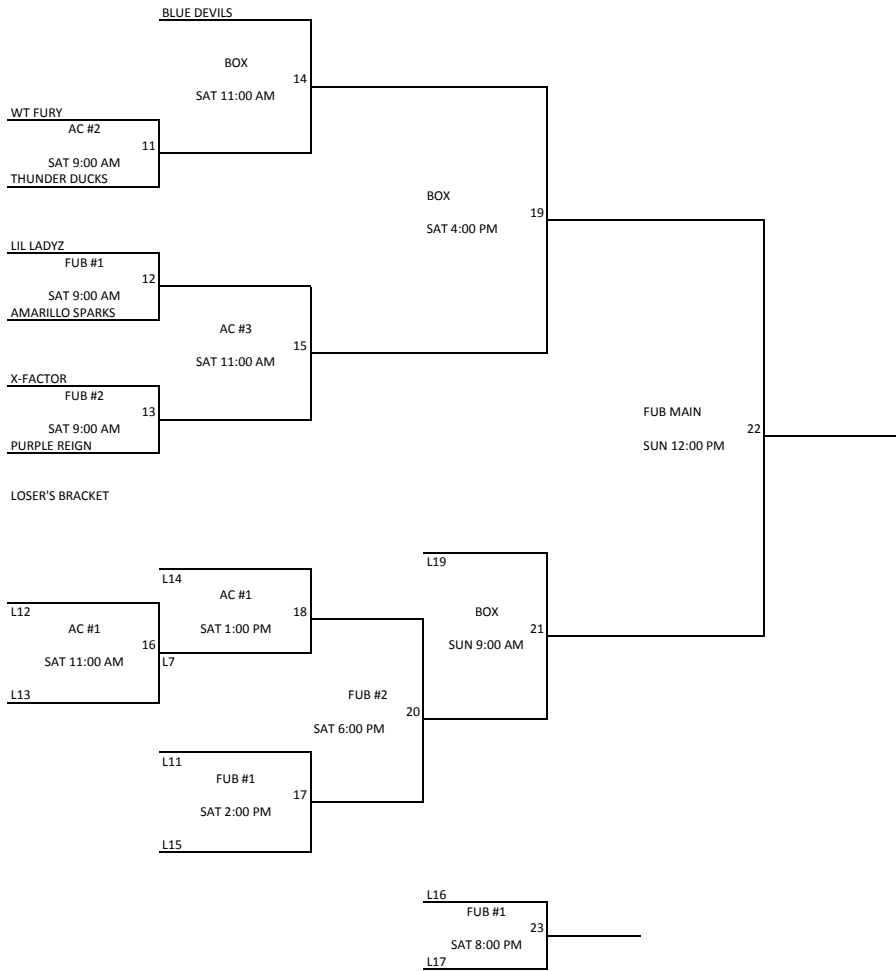 BLUE DEVILS
BOX
14
SAT 11:00 AM
WT FURY
AC #2
11
SAT 9:00 AM
THUNDER DUCKS
BOX
19
SAT 4:00 PM
LIL LADYZ
FUB #1
12
SAT 9:00 AM
AMARILLO SPARKS
AC #3
15
SAT 11:00 AM
X-FACTOR
FUB #2
13
SAT 9:00 AM
PURPLE REIGN
FUB MAIN
22
SUN 12:00 PM
LOSER'S BRACKET
L19
L14
AC #1
18
SAT 1:00 PM
L12
AC #1
16
SAT 11:00 AM
L7
L13
BOX
21
SUN 9:00 AM
FUB #2
20
SAT 6:00 PM
L11
FUB #1
17
SAT 2:00 PM
L15
L16
FUB #1
23
SAT 8:00 PM
L17